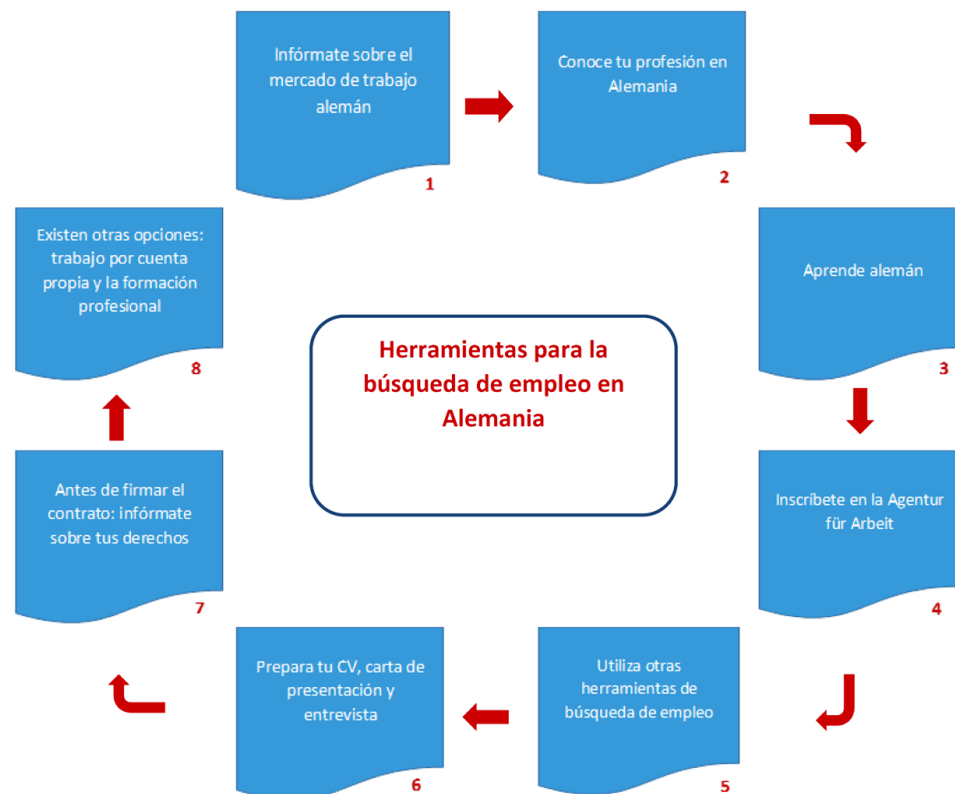 Infórmate sobre el
mercado de trabajo
alemán
1
Conoce tu profesión en
Alemania
2
Aprende alemán
3
Inscríbete en la Agentur
für Arbeit
4
Utiliza otras
herramientas de
búsqueda de empleo
5
Prepara tu CV, carta de
presentación y
entrevista
6
Antes de firmar el
contrato: infórmate
sobre tus derechos
7
Existen otras opciones:
trabajo por cuenta
propia y la formación
profesional
8
Herramientas para la
búsqueda de empleo en
Alemania